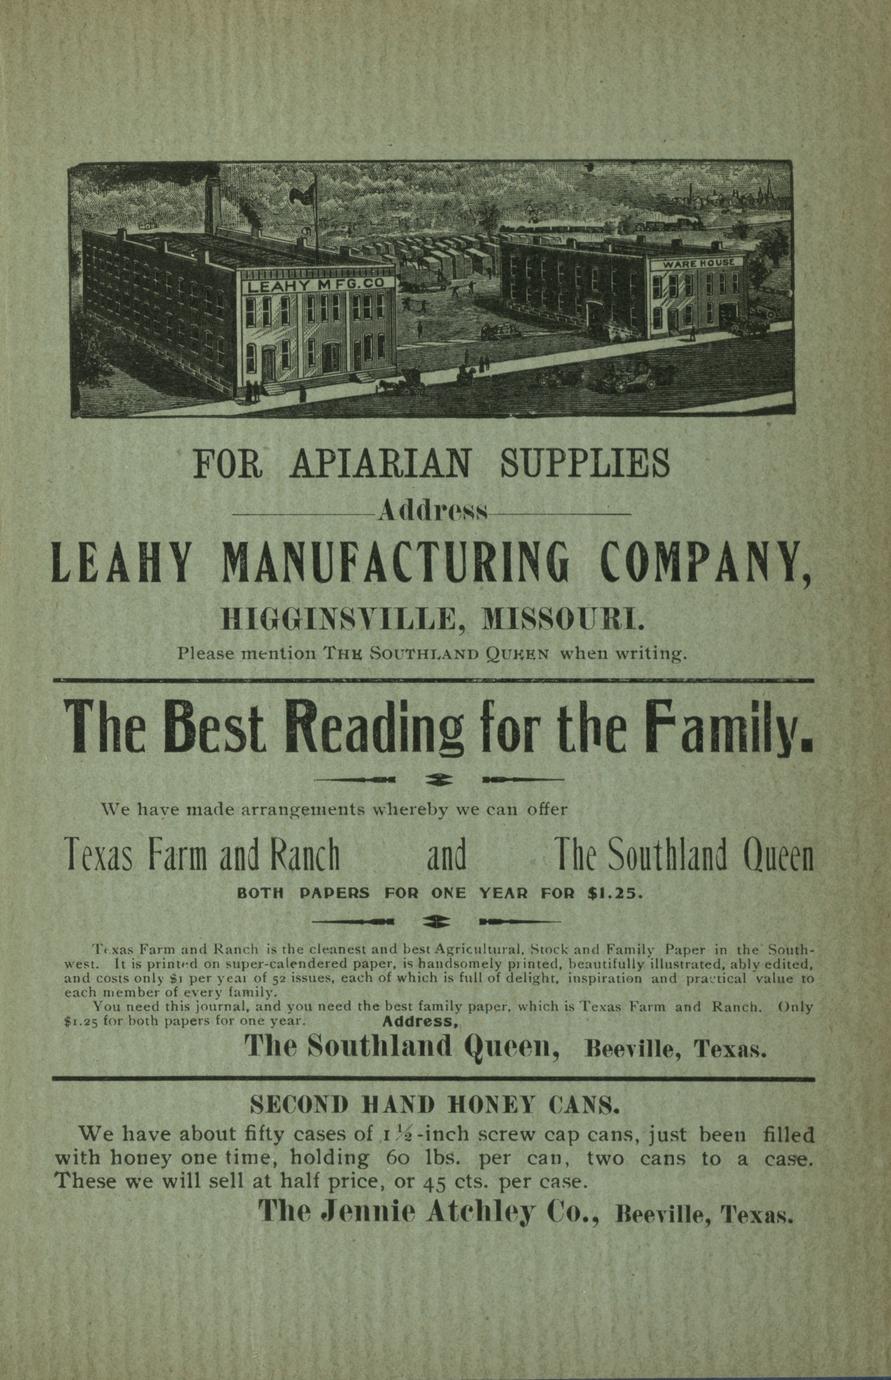 LEAHY MFG.CO
WARE HOUSE
FOR APIARIAN SUPPLIES
Address
LEAHY MANUFACTURING COMPANY,
HIGGINSVILLE, MISSOURI.
Please mention THE SOUTHLAND QUEEN when writing.
The Best Reading for the Family.
We have made arrangements whereby we can offer
Texas Farm and Ranch and The Southland Queen
BOTH PAPERS FOR ONE YEAR FOR $1.25.
Texas Farm and Ranch is the cleanest and best Agricultural, Stock and Family Paper in the South-
west. It is printed on super-calendered paper, is handsomely printed, beautifully illustrated, ably edited,
and costs only $1 per year of 52 issues, each of which is full of delight, inspiration and practical value to
each member of every family.
You need this journal, and you need the best family paper, which is Texas Farm and Ranch. Only
$1.25 for both papers for one year. Address,
The Southland Queen, Beeville, Texas.
SECOND HAND HONEY CANS.
We have about fifty cases of 1½-inch screw cap cans, just been filled
with honey one time, holding 60 lbs. per can, two cans to a case.
These we will sell at half price, or 45 cts. per case.
The Jennie Atchley Co., Beeville, Texas.